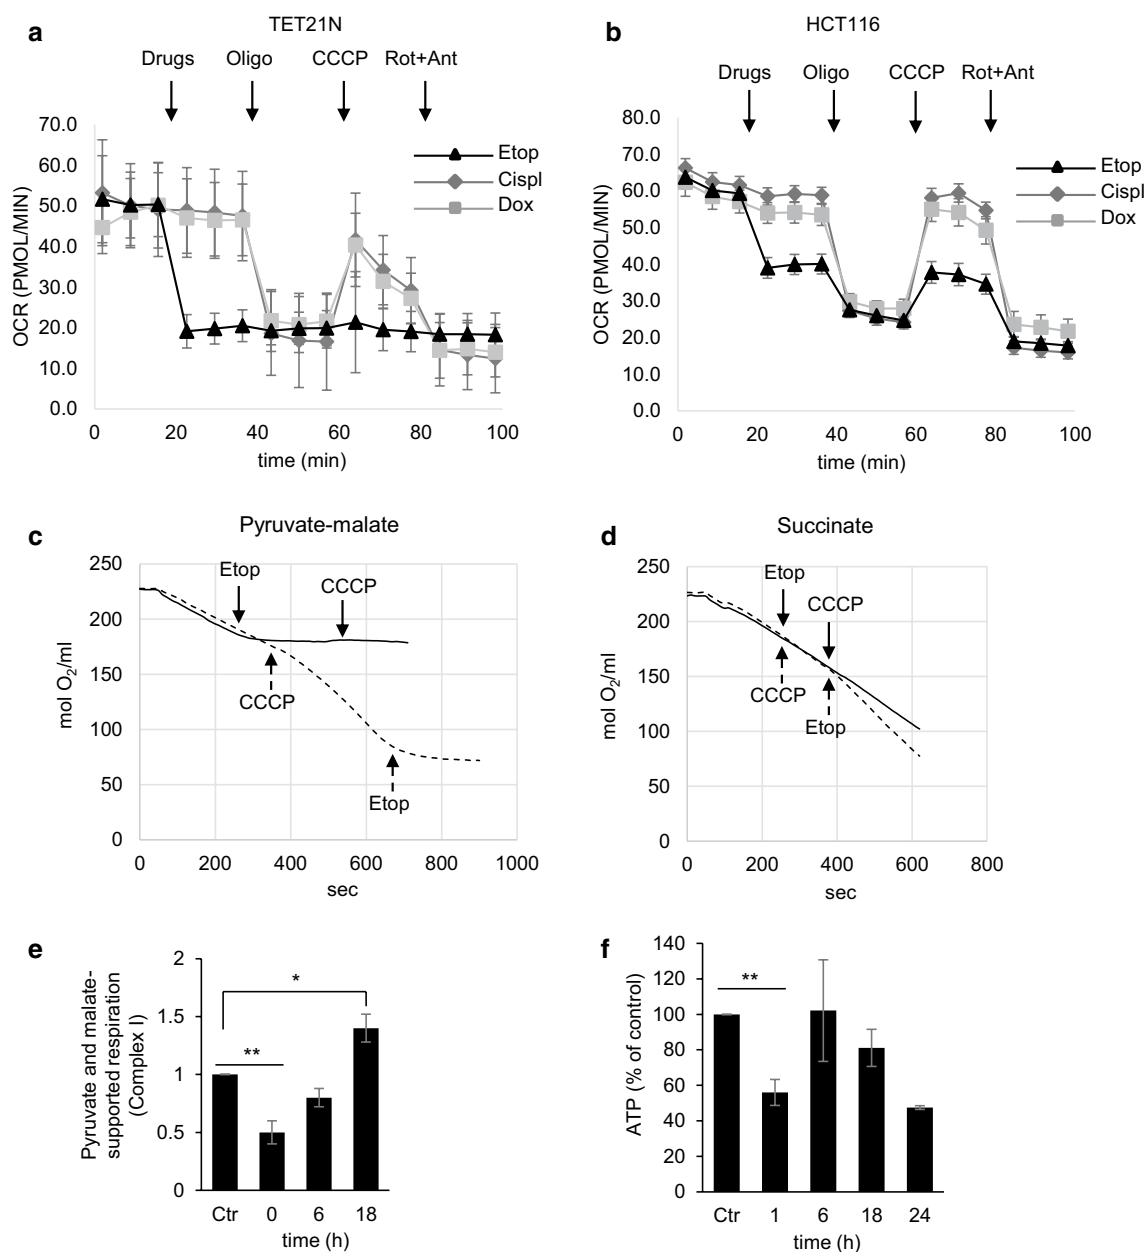 a
TET21N
Drugs Oligo CCCP Rot+Ant
Etop
Cispl
Dox
OCR (PMOL/MIN)
70.0
60.0
50.0
40.0
30.0
20.0
10.0
0.0
0 20 40 60 80 100
time (min)
b
HCT116
Drugs Oligo CCCP Rot+Ant
Etop
Cispl
Dox
OCR (PMOL/MIN)
80.0
70.0
60.0
50.0
40.0
30.0
20.0
10.0
0.0
0 20 40 60 80 100
time (min)
c
Pyruvate-malate
mol O2/ml
250
200
150
100
50
0
Etop
CCCP
CCCP
Etop
0 200 400 600 800 1000
sec
d
Succinate
mol O2/ml
250
200
150
100
50
0
Etop
CCCP
CCCP
Etop
0 200 400 600 800
sec
e
Pyruvate and malate-
supported respiration
(Complex I)
2
1.5
1
0.5
0
*
**
Ctr 0 6 18
time (h)
f
ATP (% of control)
140
120
100
80
60
40
20
0
**
Ctr 1 6 18 24
time (h)